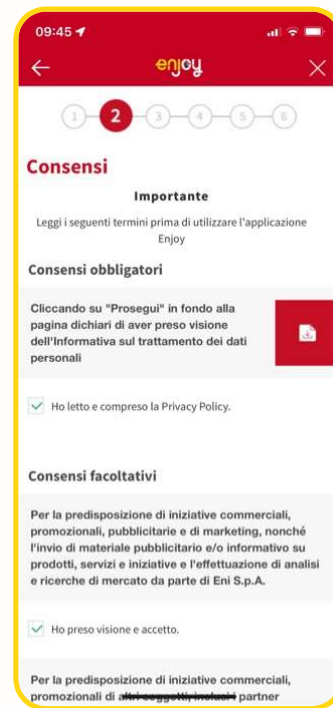 09:45
enjoy
1 2 3 4 5 6
Consensi
Importante
Leggi i seguenti termini prima di utilizzare l'applicazione
Enjoy
Consensi obbligatori
Cliccando su "Prosegui" in fondo alla
pagina dichiari di aver preso visione
dell'Informativa sul trattamento dei dati
personali
Ho letto e compreso la Privacy Policy.
Consensi facoltativi
Per la predisposizione di iniziative commerciali,
promozionali, pubblicitarie e di marketing, nonché
l'invio di materiale pubblicitario e/o informativo su
prodotti, servizi e iniziative e l'effettuazione di analisi
e ricerche di mercato da parte di Eni S.p.A.
Ho preso visione e accetto.
Per la predisposizione di iniziative commerciali,
promozionali di altri soggetti, inclusi i partner